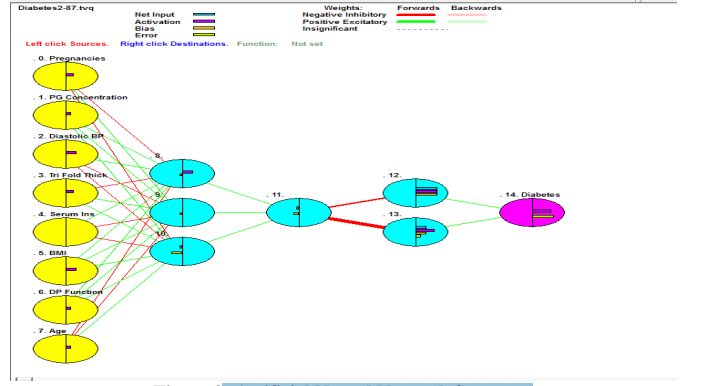 Diabetes2-87.tvq
Net Input
Activation
Bias
Error
Weights: Forwards Backwards
Negative Inhibitory
Positive Excitatory
Insignificant
Left click Sources. Right click Destinations. Function: Not set
. 0. Pregnancies
. 1. PG Concentration
. 2. Diastolic BP
. 3. Tri Fold Thick
. 4. Serum Ins
. 5. BMI
. 6. DP Function
. 7. Age
. 8.
. 9.
. 10.
. 11.
. 12.
. 13.
. 14. Diabetes